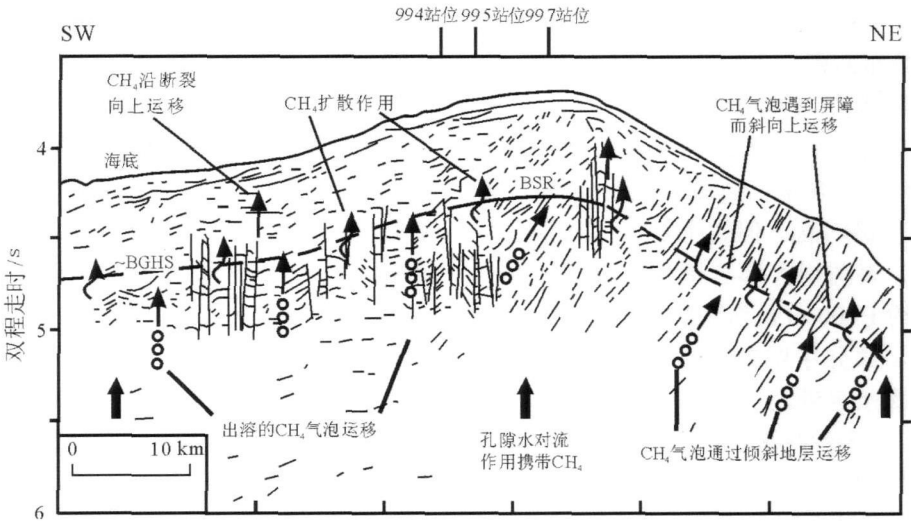 994站位 995站位 997站位
SW
NE
CH₄沿断裂
向上运移
CH₄扩散作用
CH₄气泡遇到屏障
而斜向上运移
4
海底
BSR
~BGHS
双程走时/s
5
出溶的CH₄气泡运移
孔隙水对流
作用携带CH₄
CH₄气泡通过倾斜地层运移
0 10 km
6